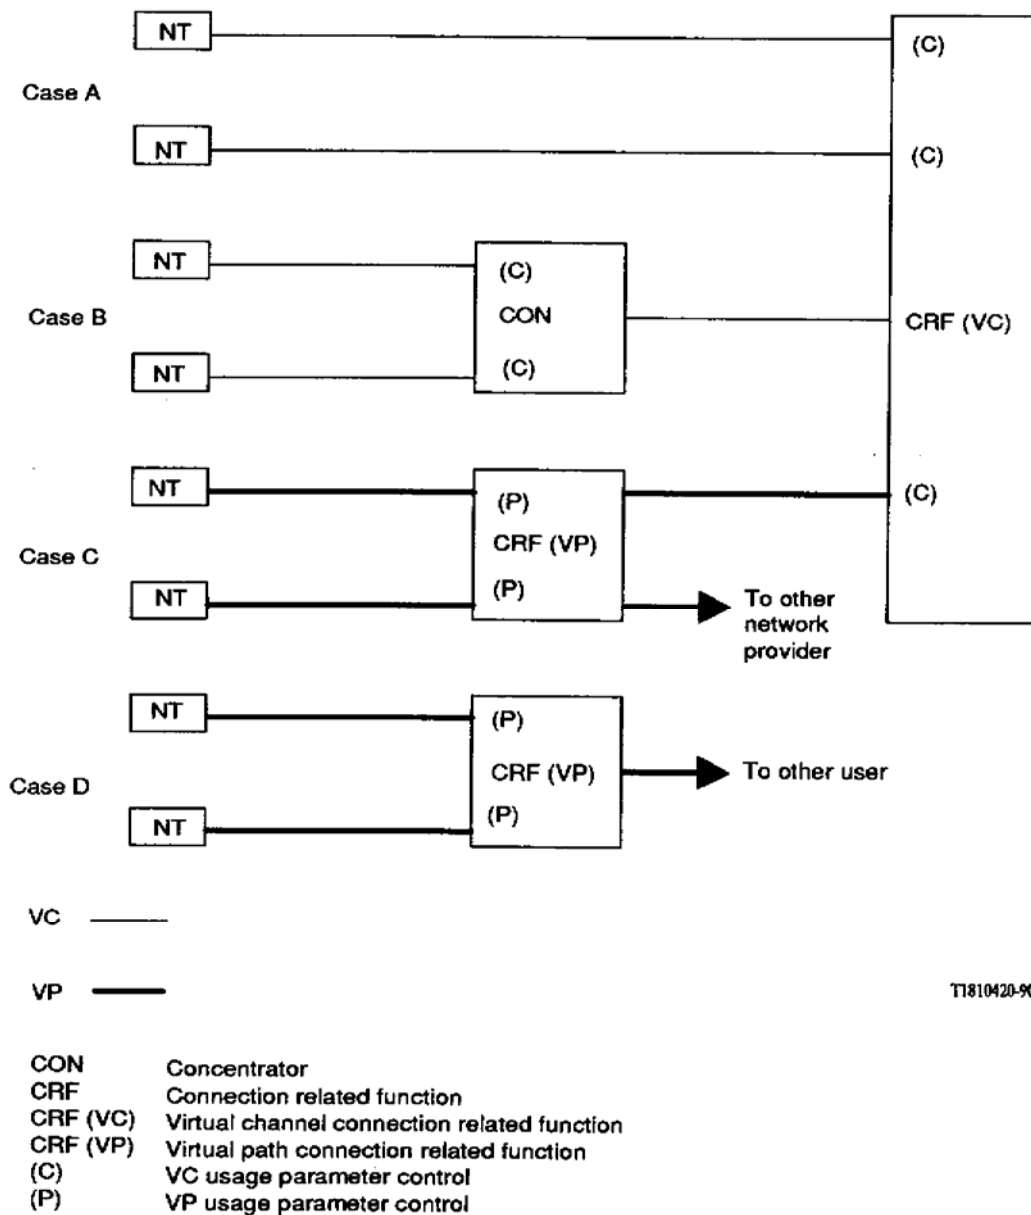 NT
(C)
Case A
NT
(C)
NT
(C)
Case B
CON
CRF (VC)
NT
(C)
NT
(P)
(C)
CRF (VP)
Case C
NT
(P)
To other
network
provider
NT
(P)
CRF (VP)
To other user
Case D
NT
(P)
VC
VP
T1810420-90
CON Concentrator
CRF Connection related function
CRF (VC) Virtual channel connection related function
CRF (VP) Virtual path connection related function
(C) VC usage parameter control
(P) VP usage parameter control